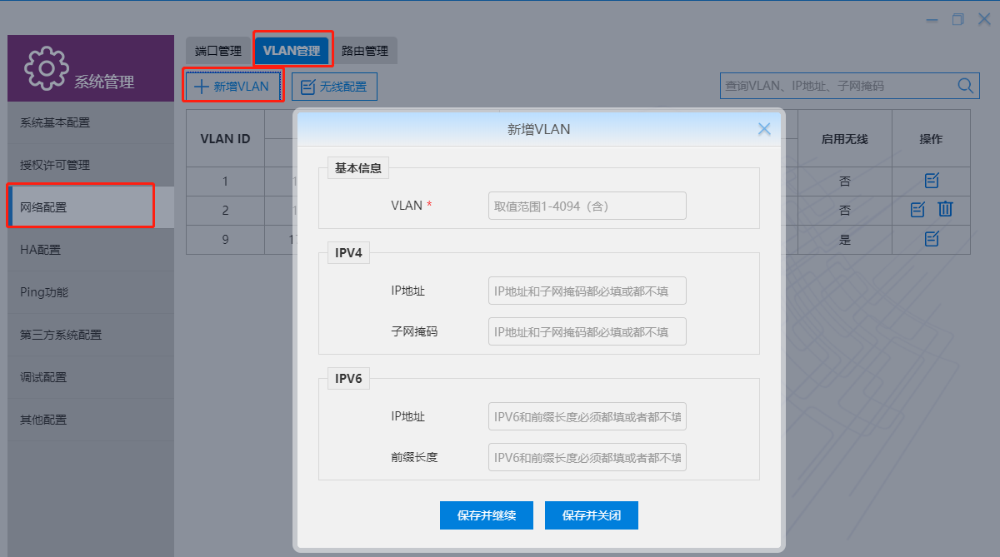 系统管理
系统基本配置
授权许可管理
网络配置
HA配置
Ping功能
第三方系统配置
调试配置
其他配置
端口管理 VLAN管理 路由管理
新增VLAN 无线配置
查询VLAN、IP地址、子网掩码
VLAN ID 启用无线 操作
1 否
2 否
9 是
新增VLAN
基本信息
VLAN * 取值范围1-4094（含）
IPV4
IP地址 IP地址和子网掩码都必填或都不填
子网掩码 IP地址和子网掩码都必填或都不填
IPV6
IP地址 IPV6和前缀长度必须都填或者都不填
前缀长度 IPV6和前缀长度必须都填或者都不填
保存并继续 保存并关闭